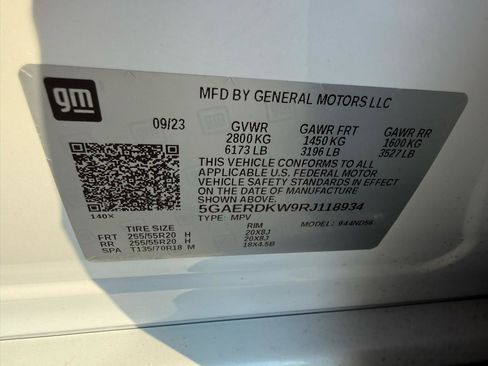 gm
MFD BY GENERAL MOTORS LLC
09/23 GVWR GAWR FRT GAWR RR
2800KG 1450 KG 1600 KG
6173 LB 3196 LB 3527 LB
THIS VEHICLE CONFORMS TO ALL
APPLICABLE U.S. FEDERAL MOTOR
VEHICLE SAFETY STANDARDS IN
EFFECT ON THE DATE OF MANUFACTURE
SHOWN ABOVE.
5GAERDKW9RJ118934
140X TYPE: MPV MODEL: 4ND56
TIRE SIZE RIM
FRT 255/55R20 H 20X8J
RR 255/55R20 H 20X8J
SPA T135/70R18 M 18X4.5B